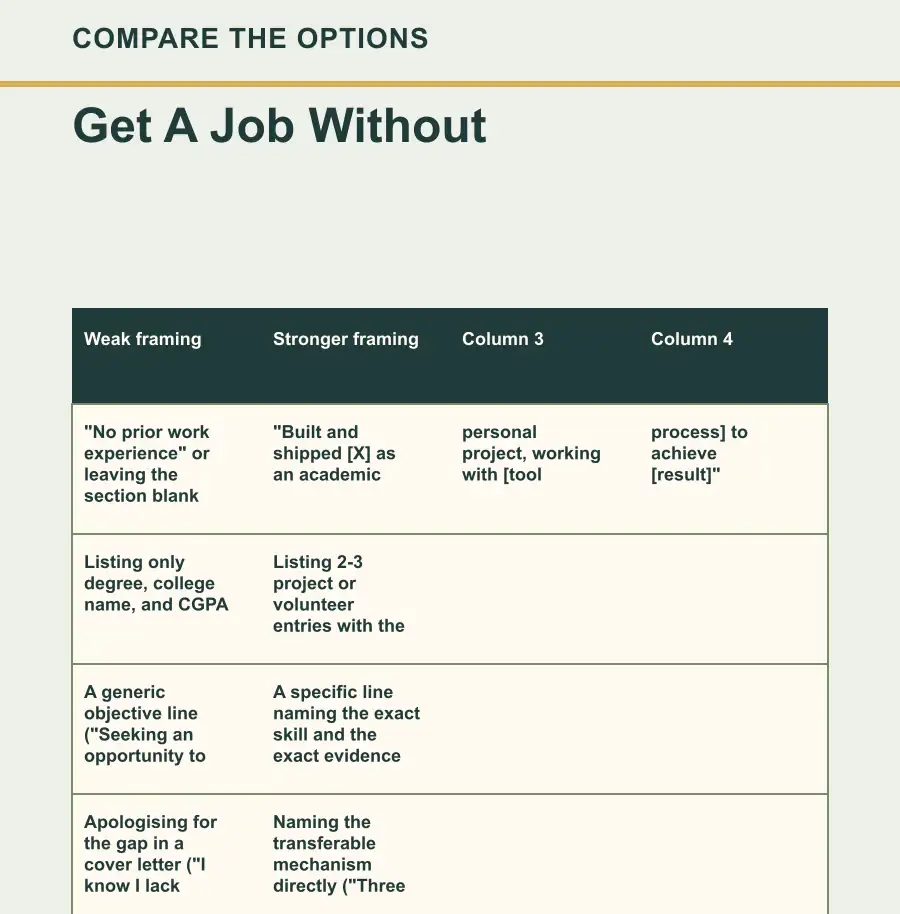 COMPARE THE OPTIONS
Get A Job Without
Weak framing
Stronger framing
Column 3
Column 4
"No prior work
experience" or
leaving the
section blank
"Built and
shipped [X] as
an academic
personal
project, working
with [tool
process] to
achieve
[result]"
Listing only
degree, college
name, and CGPA
Listing 2-3
project or
volunteer
entries with the
A generic
objective line
("Seeking an
opportunity to
A specific line
naming the exact
skill and the
exact evidence
Apologising for
the gap in a
cover letter ("I
know I lack
Naming the
transferable
mechanism
directly ("Three